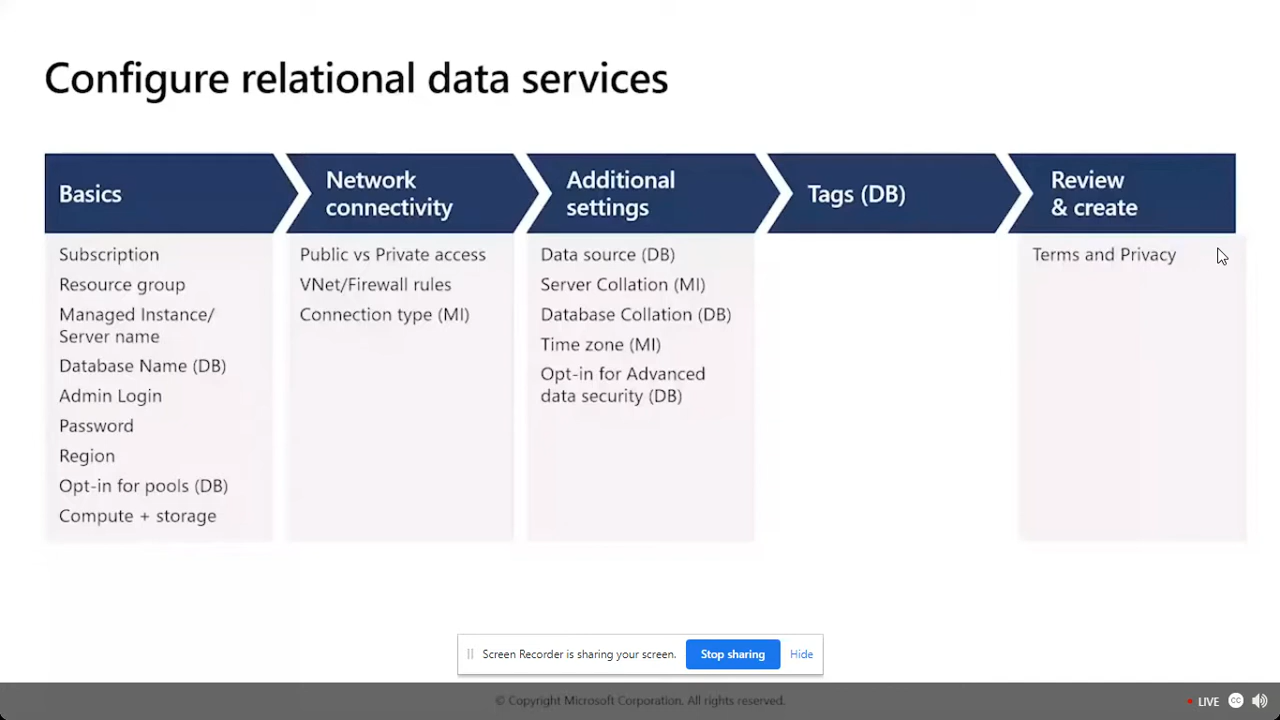 Configure relational data services
Basics
Subscription
Resource group
Managed Instance/
Server name
Database Name (DB)
Admin Login
Password
Region
Opt-in for pools (DB)
Compute + storage
Network
connectivity
Public vs Private access
VNet/Firewall rules
Connection type (MI)
Additional
settings
Data source (DB)
Server Collation (MI)
Database Collation (DB)
Time zone (MI)
Opt-in for Advanced
data security (DB)
Tags (DB)
Review
& create
Terms and Privacy
Screen Recorder is sharing your screen.
Stop sharing
Hide
© Copyright Microsoft Corporation. All rights reserved.
LIVE
CC